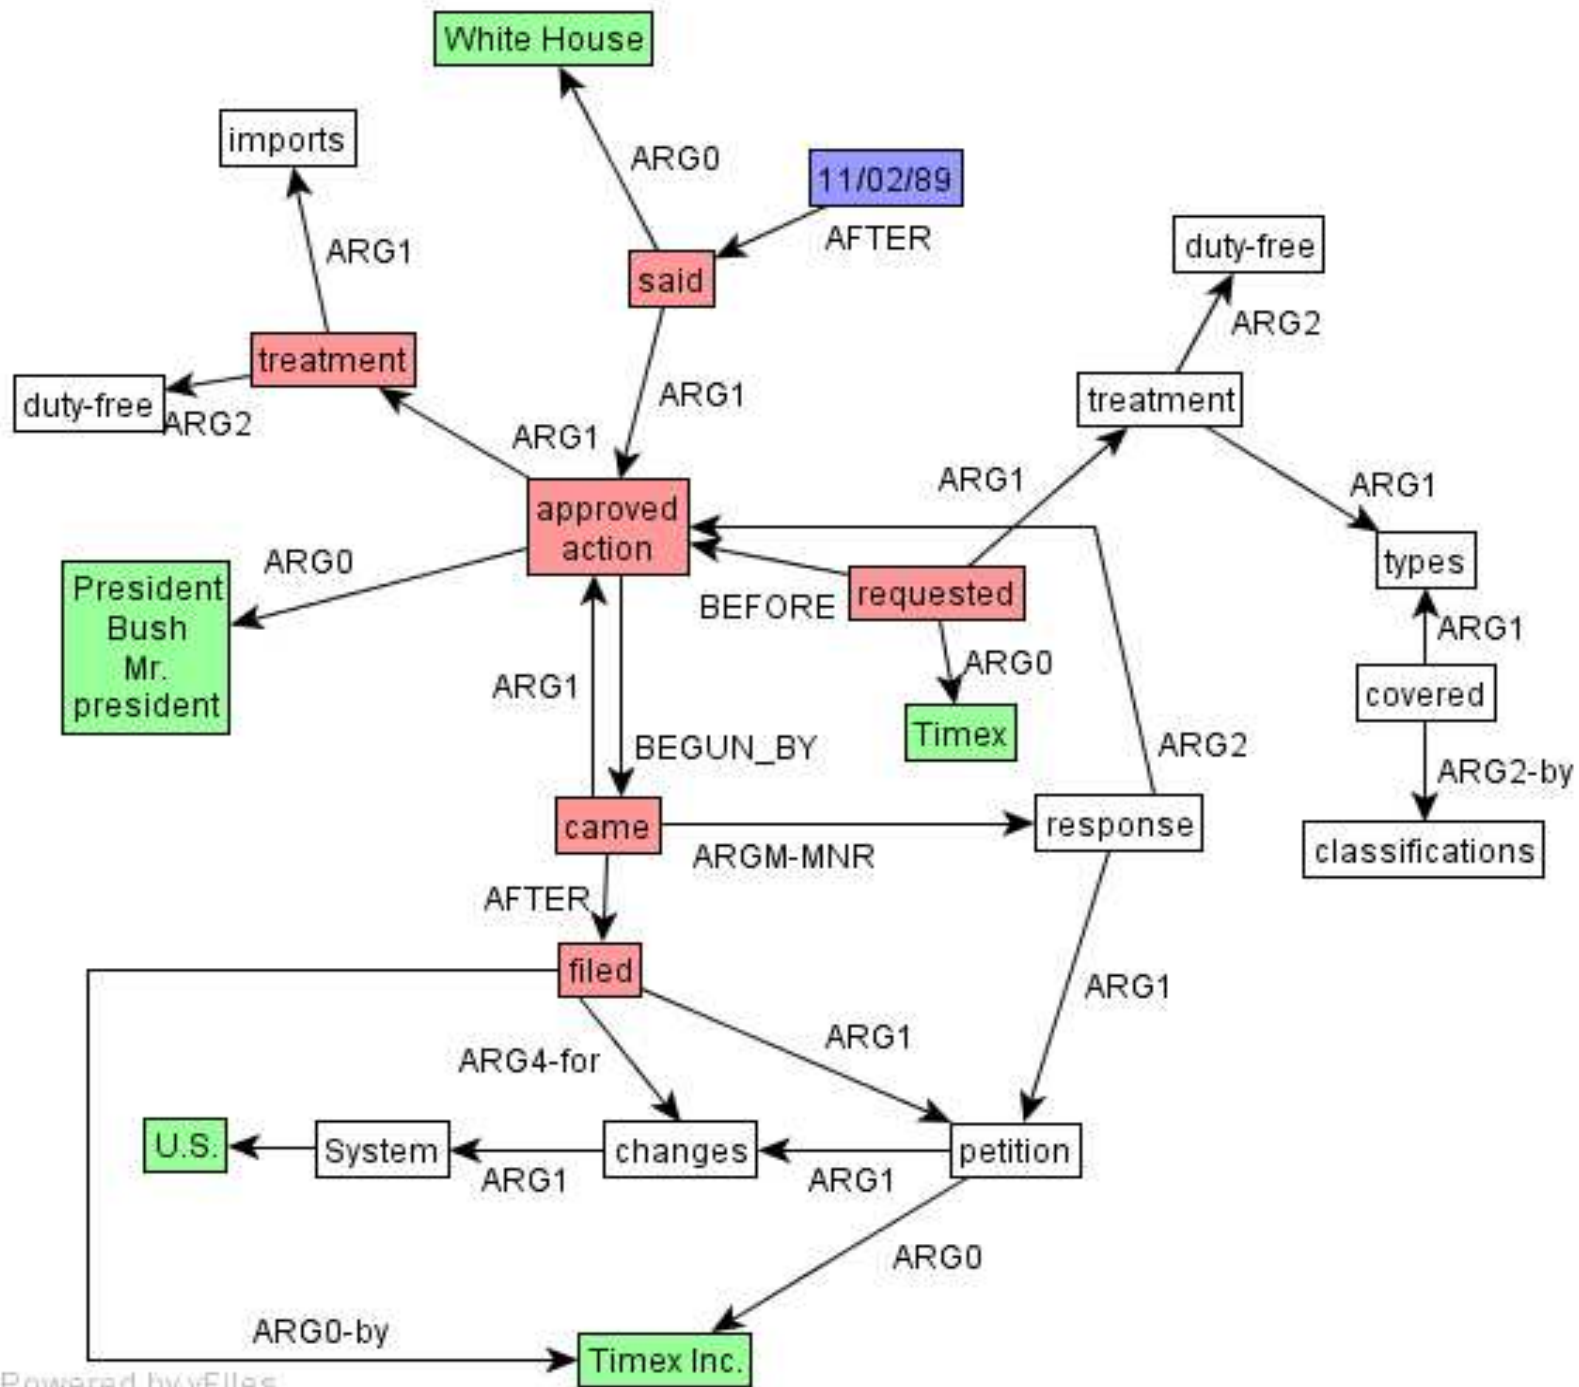 White House
imports
ARG0
11/02/89
AFTER
duty-free
ARG1
said
ARG2
treatment
treatment
duty-free
ARG2
ARG1
ARG1
ARG1
ARG1
approved
action
types
ARG0
President
Bush
Mr.
president
BEFORE
requested
ARG1
ARG0
ARG1
covered
Timex
BEGUN_BY
ARG2
ARG2-by
came
response
ARGM-MNR
classifications
AFTER
filed
ARG1
ARG1
ARG4-for
U.S.
System
changes
petition
ARG1
ARG1
ARG0
ARG0-by
Timex Inc.
Powered by yFiles